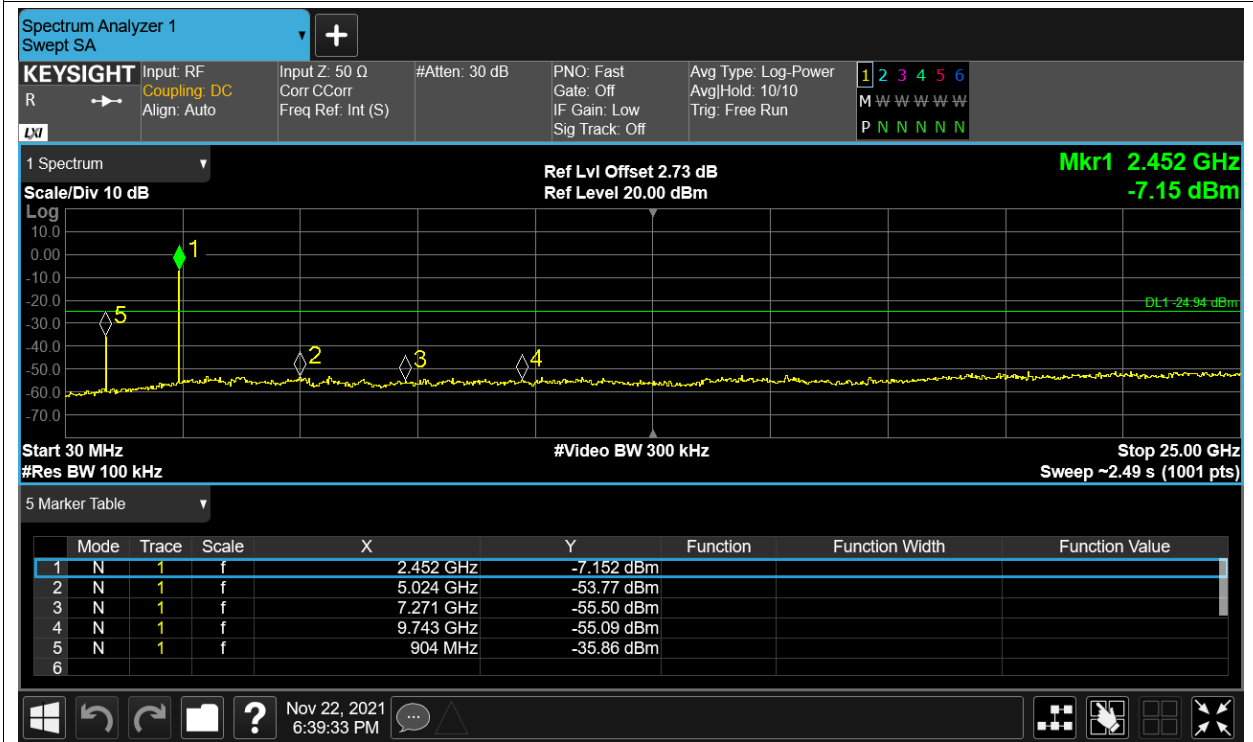 Spectrum Analyzer 1
Swept SA
+
KEYSIGHT Input: RF Input Z: 50 Ω #Atten: 30 dB PNO: Fast Avg Type: Log-Power 1 2 3 4 5 6
R Coupling: DC Corr CCorr Gate: Off Avg|Hold: 10/10 M W W W W W
Align: Auto Freq Ref: Int (S) IF Gain: Low Trig: Free Run
LXI Sig Track: Off P N N N N N
1 Spectrum Ref Lvl Offset 2.73 dB Mkr1 2.452 GHz
Scale/Div 10 dB Ref Level 20.00 dBm -7.15 dBm
Log
10.0
1
0.00
-10.0
-20.0 DL1 -24.94 dBm
5
-30.0
-40.0
2 3 4
-50.0
-60.0
-70.0
Start 30 MHz #Video BW 300 kHz Stop 25.00 GHz
#Res BW 100 kHz Sweep ~2.49 s (1001 pts)
5 Marker Table
Mode Trace Scale X Y Function Function Width Function Value
1 N 1 f 2.452 GHz -7.152 dBm
2 N 1 f 5.024 GHz -53.77 dBm
3 N 1 f 7.271 GHz -55.50 dBm
4 N 1 f 9.743 GHz -55.09 dBm
5 N 1 f 904 MHz -35.86 dBm
6
? Nov 22, 2021
6:39:33 PM